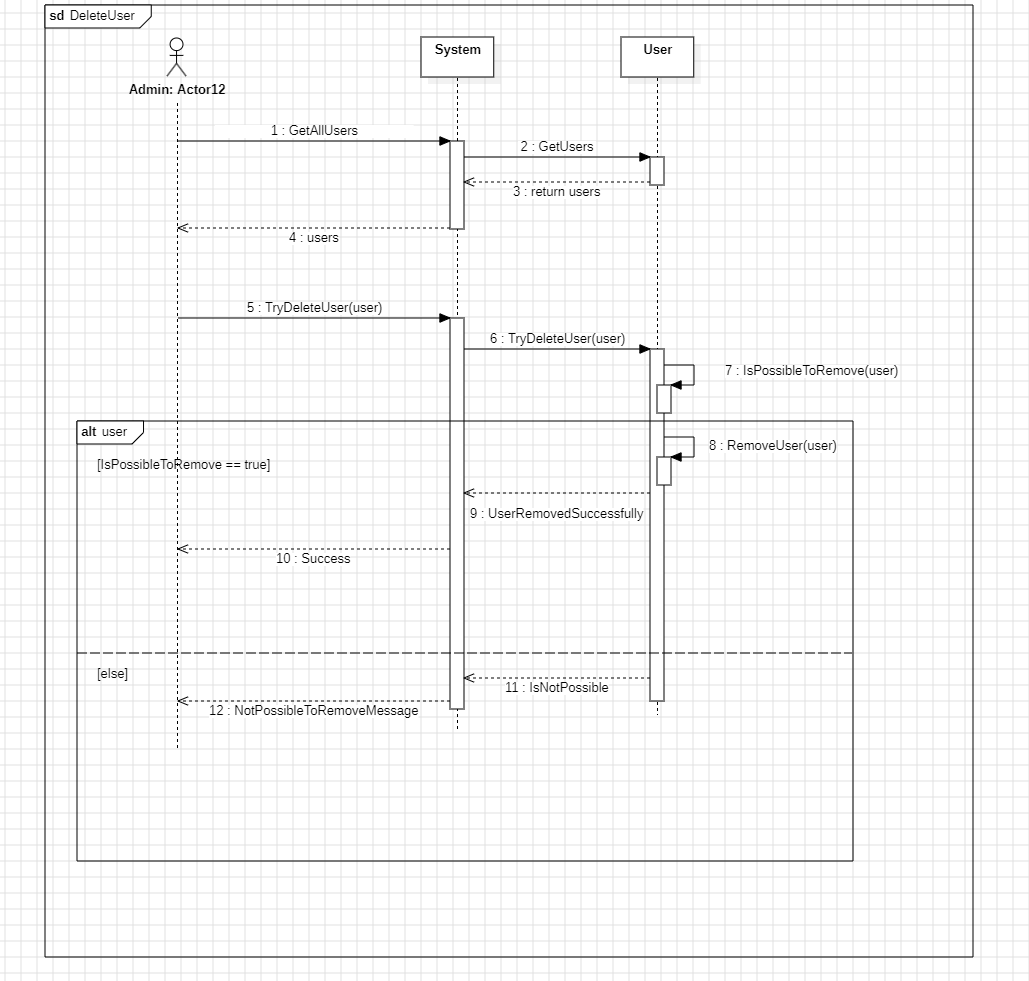 sd DeleteUser
System
User
Admin: Actor12
1 : GetAllUsers
2 : GetUsers
3 : return users
4 : users
5 : TryDeleteUser(user)
6 : TryDeleteUser(user)
7 : IsPossibleToRemove(user)
alt user
8 : RemoveUser(user)
[IsPossibleToRemove == true]
9 : UserRemovedSuccessfully
10 : Success
[else]
11 : IsNotPossible
12 : NotPossibleToRemoveMessage